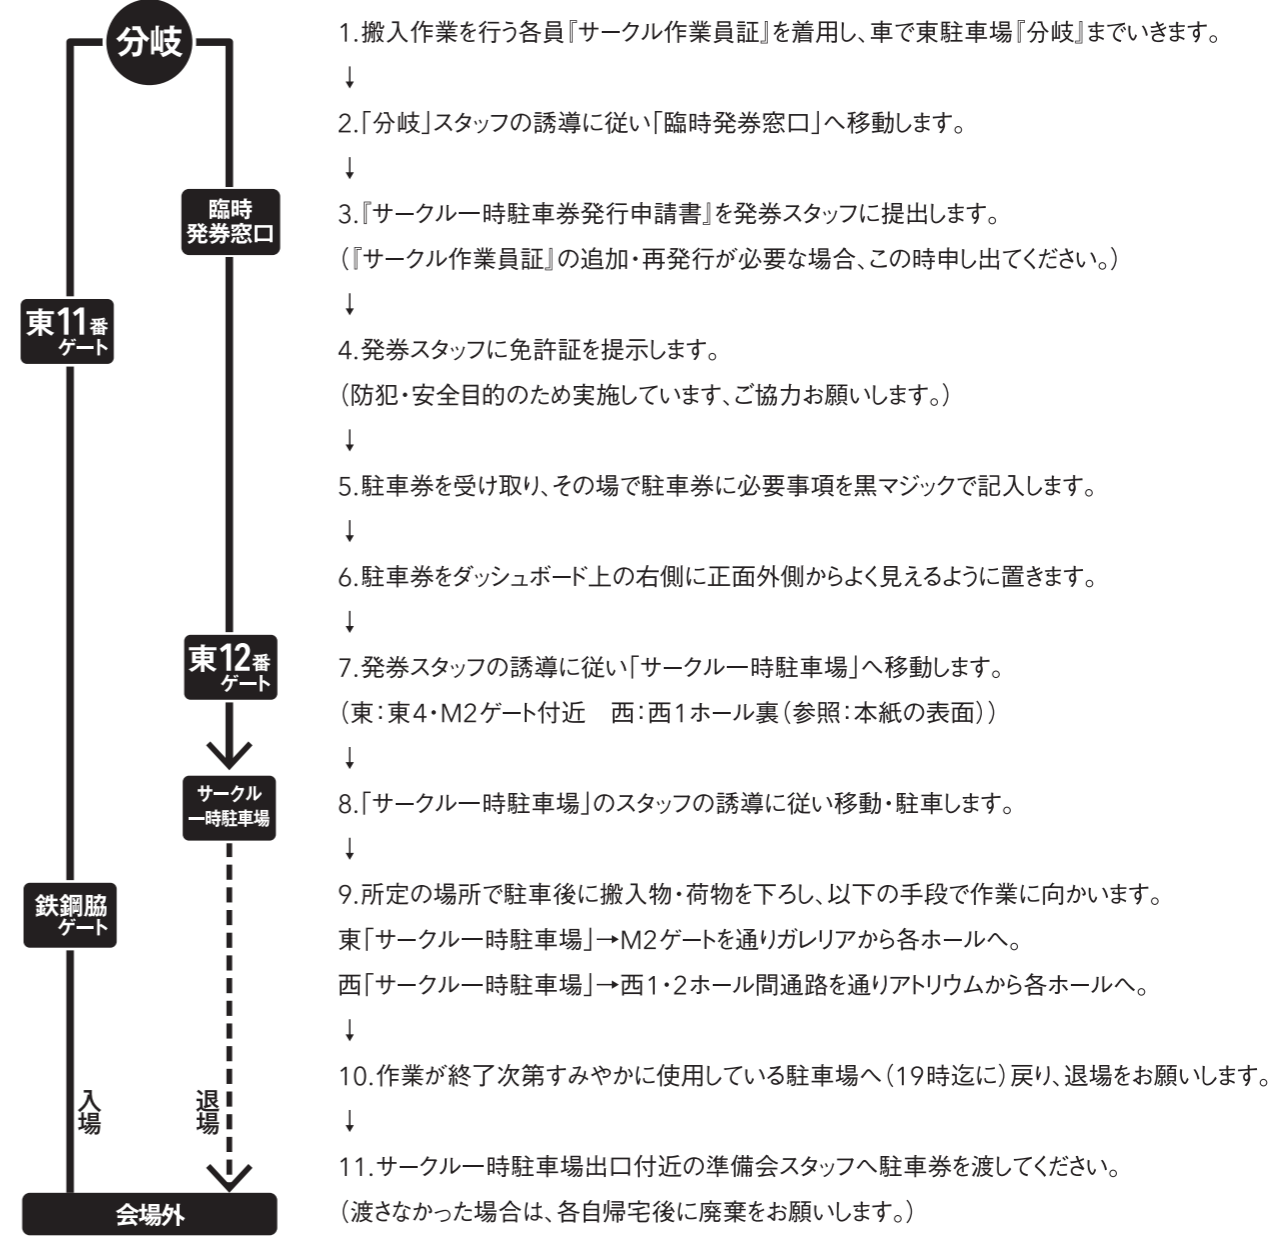 分岐
臨時
発券窓口
東11番
ゲート
東12番
ゲート
サークル
一時駐車場
鉄鋼脇
ゲート
入場
退場
会場外
1.搬入作業を行う各員『サークル作業員証』を着用し、車で東駐車場『分岐』までいきます。
↓
2.「分岐」スタッフの誘導に従い「臨時発券窓口」へ移動します。
↓
3.『サークル一時駐車券発行申請書』を発券スタッフに提出します。
（『サークル作業員証』の追加・再発行が必要な場合、この時申し出てください。）
↓
4.発券スタッフに免許証を提示します。
（防犯・安全目的のため実施しています、ご協力お願いします。）
↓
5.駐車券を受け取り、その場で駐車券に必要事項を黒マジックで記入します。
↓
6.駐車券をダッシュボード上の右側に正面外側からよく見えるように置きます。
↓
7.発券スタッフの誘導に従い「サークル一時駐車場」へ移動します。
（東：東4・M2ゲート付近　西：西1ホール裏（参照：本紙の表面））
↓
8.「サークル一時駐車場」のスタッフの誘導に従い移動・駐車します。
↓
9.所定の場所で駐車後に搬入物・荷物を下ろし、以下の手段で作業に向かいます。
東「サークル一時駐車場」→M2ゲートを通りガレリアから各ホールへ。
西「サークル一時駐車場」→西1・2ホール間通路を通りアトリウムから各ホールへ。
↓
10.作業が終了次第すみやかに使用している駐車場へ（19時迄に）戻り、退場をお願いします。
↓
11.サークル一時駐車場出口付近の準備会スタッフへ駐車券を渡してください。
（渡さなかった場合は、各自帰宅後に廃棄をお願いします。）